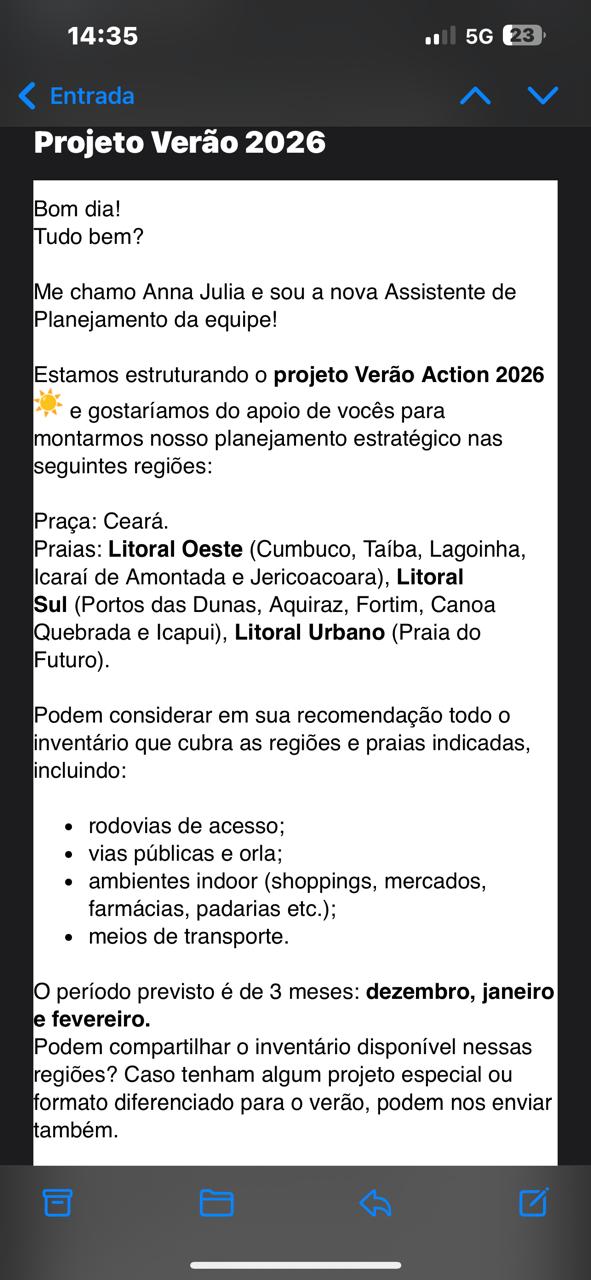 14:35
5G
23
Entrada
Projeto Verão 2026
Bom dia!
Tudo bem?
Me chamo Anna Julia e sou a nova Assistente de
Planejamento da equipe!
Estamos estruturando o projeto Verão Action 2026
☀️ e gostaríamos do apoio de vocês para
montarmos nosso planejamento estratégico nas
seguintes regiões:
Praça: Ceará.
Praias: Litoral Oeste (Cumbuco, Taíba, Lagoinha,
Icaraí de Amontada e Jericoacoara), Litoral
Sul (Portos das Dunas, Aquiraz, Fortim, Canoa
Quebrada e Icapui), Litoral Urbano (Praia do
Futuro).
Podem considerar em sua recomendação todo o
inventário que cubra as regiões e praias indicadas,
incluindo:
• rodovias de acesso;
• vias públicas e orla;
• ambientes indoor (shoppings, mercados,
farmácias, padarias etc.);
• meios de transporte.
O período previsto é de 3 meses: dezembro, janeiro
e fevereiro.
Podem compartilhar o inventário disponível nessas
regiões? Caso tenham algum projeto especial ou
formato diferenciado para o verão, podem nos enviar
também.